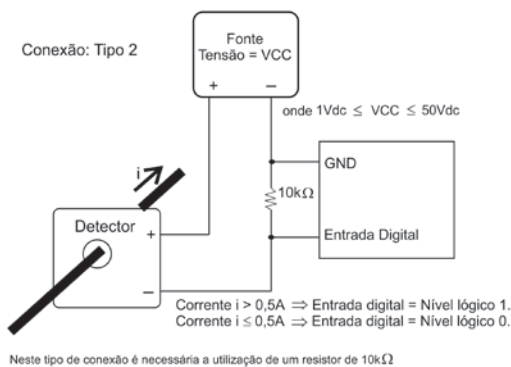 Conexão: Tipo 2
Fonte
Tensão = VCC
+ −
onde 1Vdc ≤ VCC ≤ 50Vdc
GND
i
10kΩ
Detector
+
Entrada Digital
−
Corrente i > 0,5A ⇒ Entrada digital = Nível lógico 1.
Corrente i ≤ 0,5A ⇒ Entrada digital = Nível lógico 0.
Neste tipo de conexão é necessária a utilização de um resistor de 10kΩ